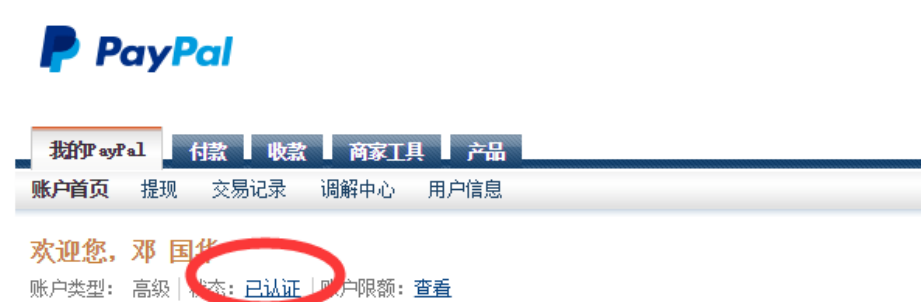 PayPal
我的PayPal 付款 收款 商家工具 产品
账户首页 提现 交易记录 调解中心 用户信息
欢迎您，邓 国华
账户类型： 高级 | 状态：已认证 | 账户限额：查看